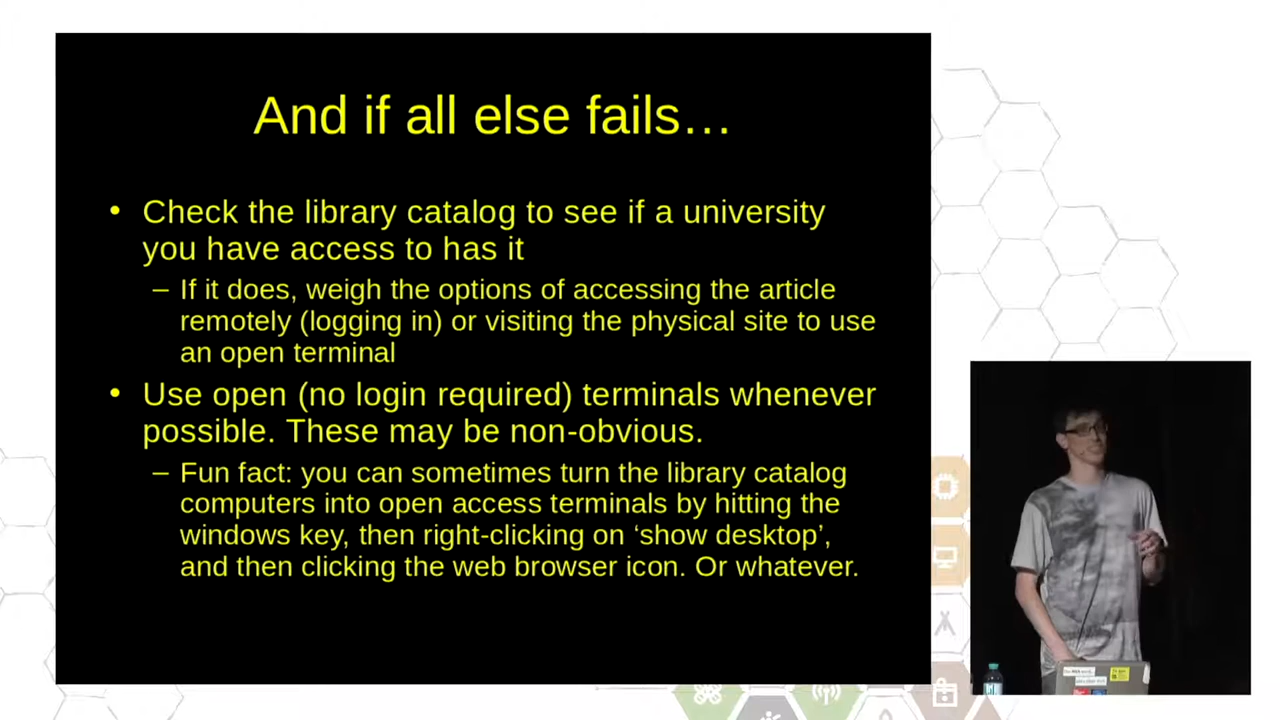 And if all else fails…
• Check the library catalog to see if a university
you have access to has it
– If it does, weigh the options of accessing the article
remotely (logging in) or visiting the physical site to use
an open terminal
• Use open (no login required) terminals whenever
possible. These may be non-obvious.
– Fun fact: you can sometimes turn the library catalog
computers into open access terminals by hitting the
windows key, then right-clicking on ‘show desktop’,
and then clicking the web browser icon. Or whatever.